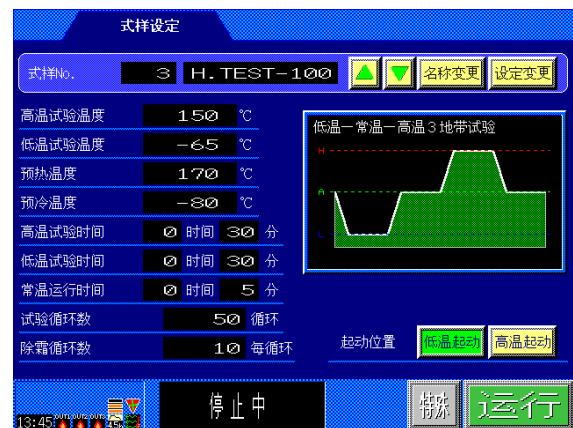 式样设定
式样No. 3 H.TEST-100 名称变更 设定变更
高温试验温度 150 ℃
低温试验温度 -65 ℃
预热温度 170 ℃
预冷温度 -80 ℃
高温试验时间 0 时间 30 分
低温试验时间 0 时间 30 分
常温运行时间 0 时间 5 分
试验循环数 50 循环
除霜循环数 10 每循环
低温一常温一高温3地带试验
H
A
L
起动位置 低温起动 高温起动
13:45 OUT1 OUT2 OUTS 停止中 特殊 运行